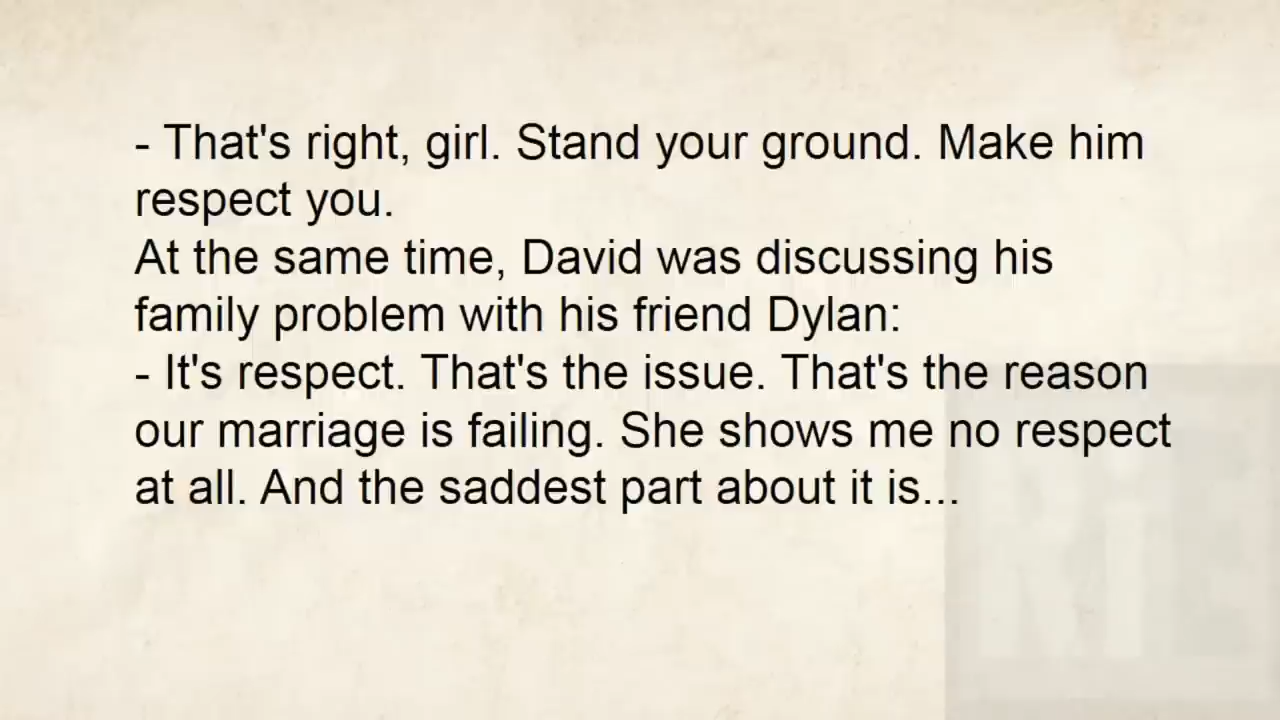 - That's right, girl. Stand your ground. Make him
respect you.
At the same time, David was discussing his
family problem with his friend Dylan:
- It's respect. That's the issue. That's the reason
our marriage is failing. She shows me no respect
at all. And the saddest part about it is...